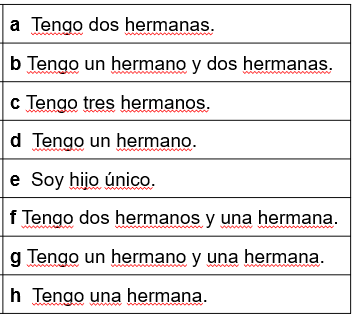 a Tengo dos hermanas.
b Tengo un hermano y dos hermanas.
c Tengo tres hermanos.
d Tengo un hermano.
e Soy hijo único.
f Tengo dos hermanos y una hermana.
g Tengo un hermano y una hermana.
h Tengo una hermana.